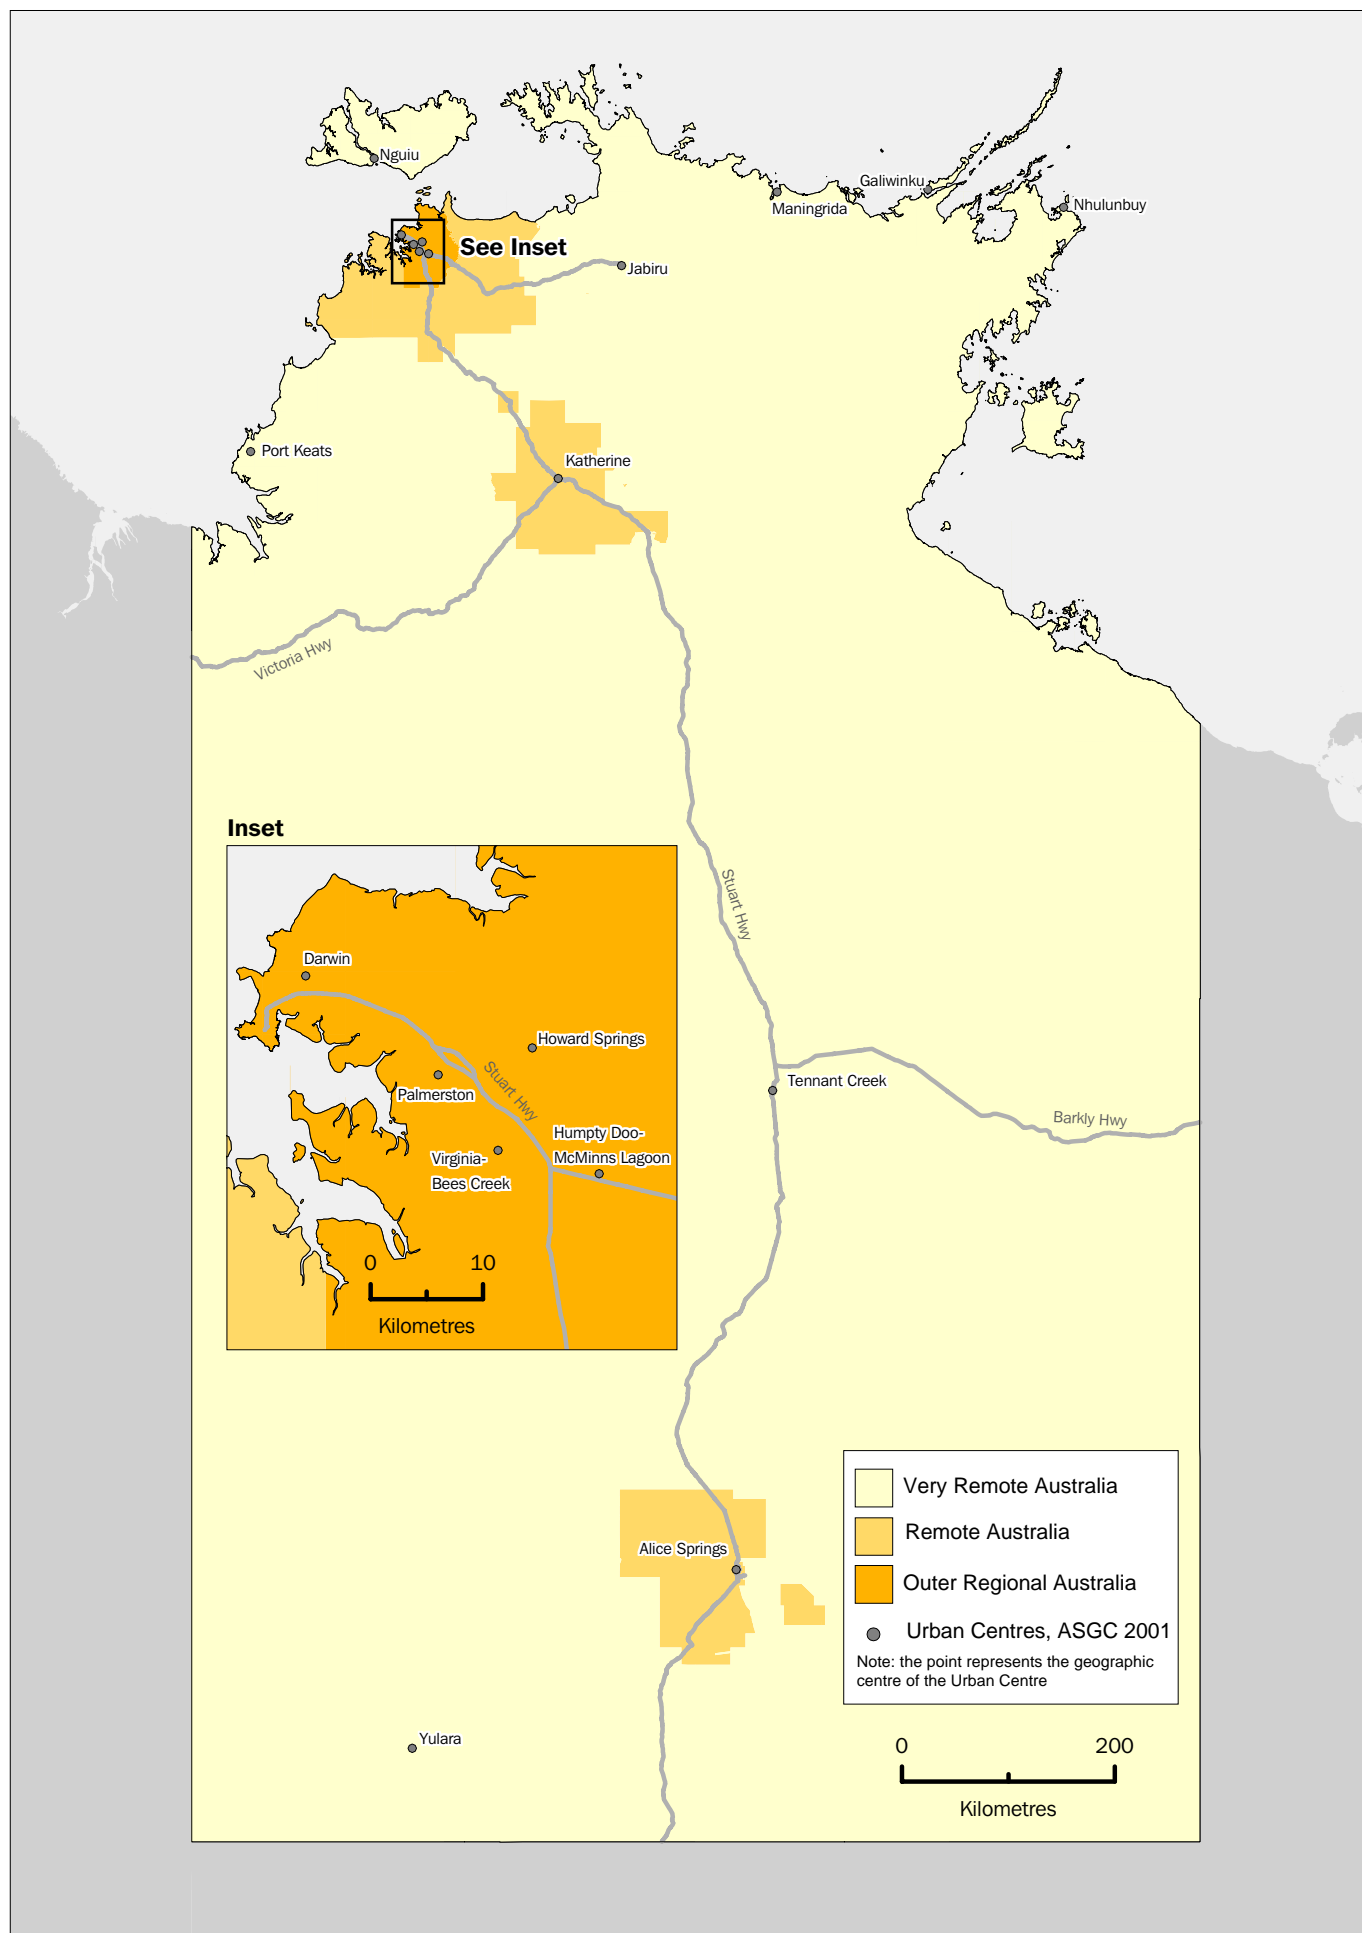 Nguiu
Galiwinku
Maningrida
Nhulunbuy
See Inset
Jabiru
Port Keats
Katherine
Victoria Hwy
Inset
Stuart Hwy
Darwin
Howard Springs
Stuart Hwy
Palmerston
Humpty Doo-
McMinns Lagoon
Virginia-
Bees Creek
0 10
Kilometres
Tennant Creek
Barkly Hwy
Alice Springs
Very Remote Australia
Remote Australia
Outer Regional Australia
Urban Centres, ASGC 2001
Note: the point represents the geographic
centre of the Urban Centre
Yulara
0 200
Kilometres